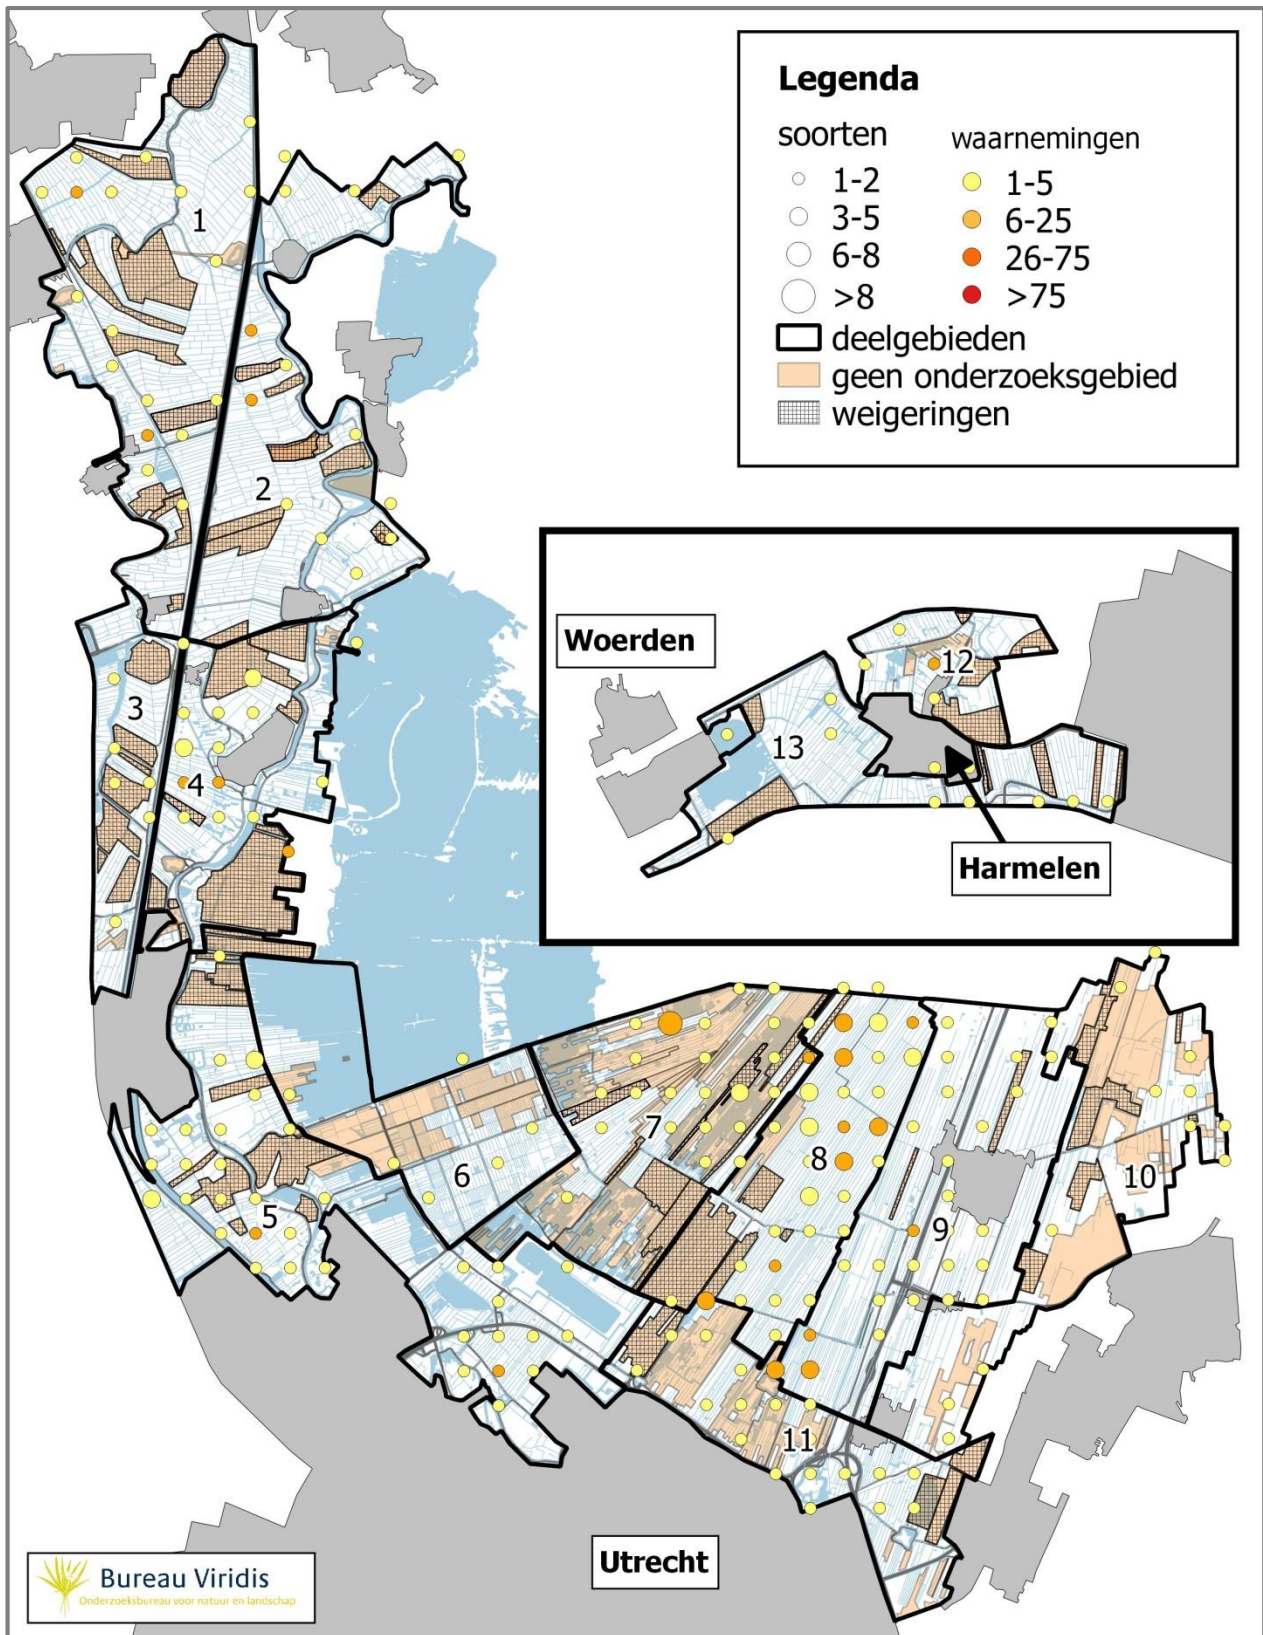 Legenda
soorten
waarnemingen
1-2
1-5
3-5
6-25
6-8
26-75
>8
>75
deelgebieden
geen onderzoeksgebied
weigeringen
1
2
3
4
Woerden
12
13
Harmelen
5
6
7
8
9
10
11
Utrecht
Bureau Viridis
Onderzoeksbureau voor natuur en landschap